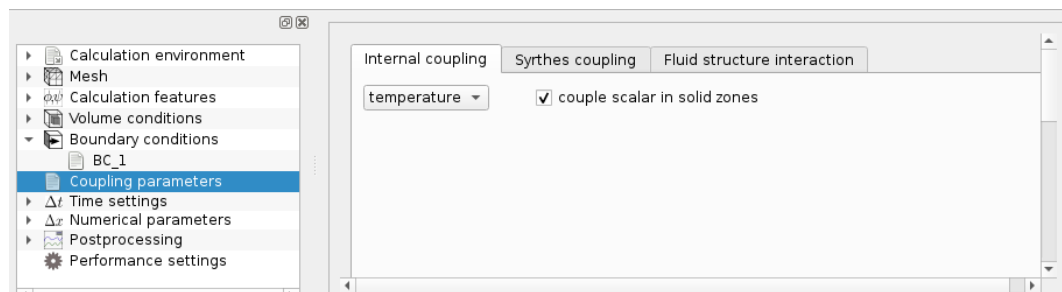 Calculation environment
Mesh
Calculation features
Volume conditions
Boundary conditions
BC_1
Coupling parameters
Δt Time settings
Δx Numerical parameters
Postprocessing
Performance settings
Internal coupling Syrthes coupling Fluid structure interaction
temperature couple scalar in solid zones